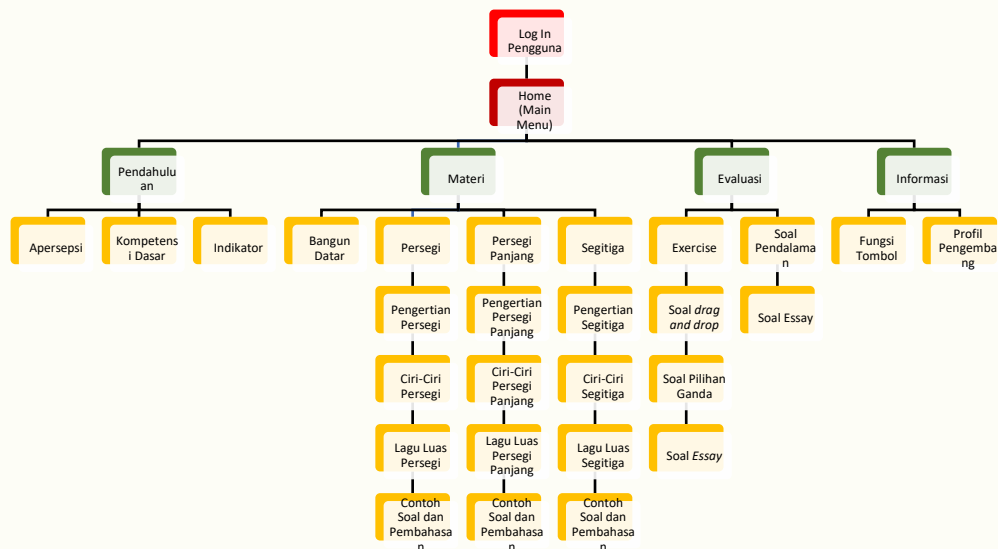 Log In
Pengguna
Home
(Main
Menu)
Pendahulu
an
Materi
Evaluasi
Informasi
Apersepsi
Kompetens
i Dasar
Indikator
Bangun
Datar
Persegi
Persegi
Panjang
Segitiga
Exercise
Soal
Pendalama
n
Fungsi
Tombol
Profil
Pengemba
ng
Pengertian
Persegi
Pengertian
Persegi
Panjang
Pengertian
Segitiga
Soal drag
and drop
Soal Essay
Ciri-Ciri
Persegi
Ciri-Ciri
Persegi
Panjang
Ciri-Ciri
Segitiga
Soal Pilihan
Ganda
Lagu Luas
Persegi
Lagu Luas
Persegi
Panjang
Lagu Luas
Segitiga
Soal Essay
Contoh
Soal dan
Pembahasa
n
Contoh
Soal dan
Pembahasa
n
Contoh
Soal dan
Pembahasa
n